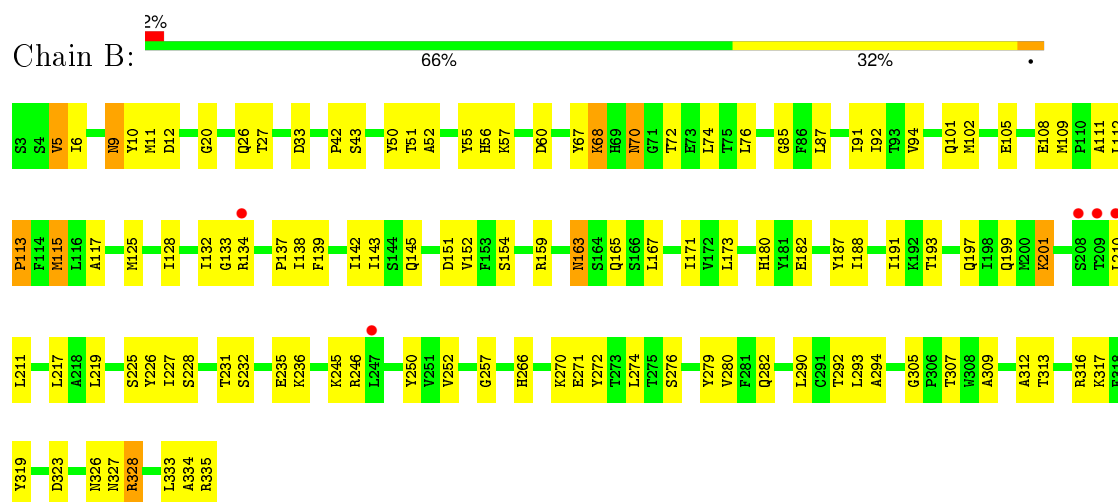 2%
Chain B:
66% 32% •
S3 S4 V5 I6 N9 Y10 M11 D12 G20 Q26 T27 D33 P42 S43 Y50 T51 A52 Y55 H56 K57 D60 Y67 K68 H69 N70 G71 T72 E73 L74 T75 L76 G85 F86 L87 I91 I92 T93 V94 Q101 M102 E105 E108 M109 P110 A111 L112
P113 F114 M115 L116 A117 M125 I128 I132 G133 R134 P137 I138 F139 I142 I143 S144 Q145 D151 V152 F153 S154 R159 N163 S164 Q165 S166 L167 I171 V172 L173 H180 Y181 E182 Y187 I188 I191 K192 T193 Q197 I198 Q199 M200 K201 S208 T209 L210
L211 L217 A218 L219 S225 Y226 I227 S228 T231 S232 E235 K236 K245 R246 L247 Y250 V251 V252 G257 H266 K270 E271 Y272 T273 L274 T275 S276 Y279 V280 F281 Q282 L290 C291 T292 L293 A294 G305 P306 T307 W308 A309 A312 T313 R316 K317 E318
Y319 D323 N326 N327 R328 L333 A334 R335